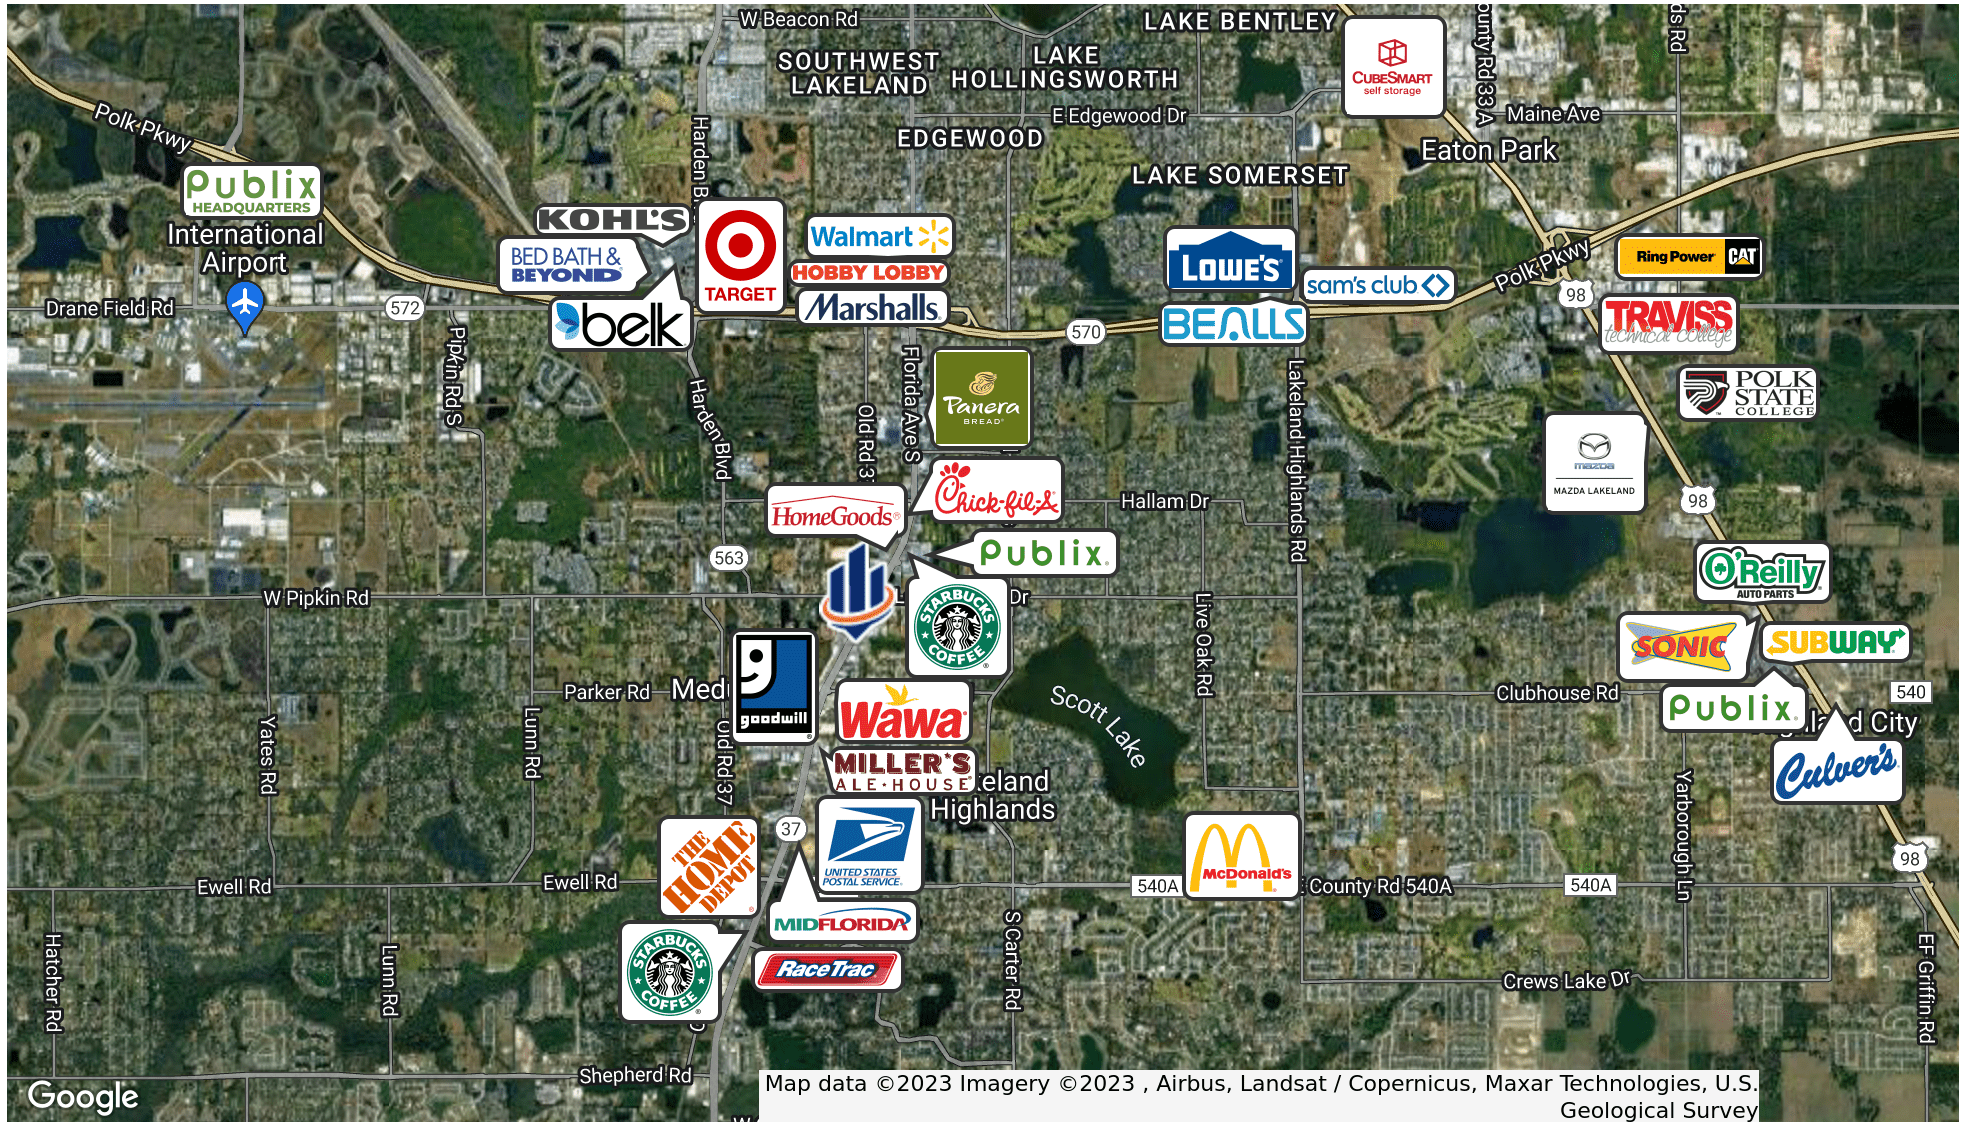 W Beacon Rd
LAKE BENTLEY
SOUTHWEST
LAKELAND
LAKE
HOLLINGSWORTH
CUBESMART
self storage
Maine Ave
Polk Pkwy
E Edgewood Dr
EDGEWOOD
Eaton Park
LAKE SOMERSET
Publix
HEADQUARTERS
International
Airport
KOHL'S
BED BATH &
BEYOND
belk
TARGET
Walmart
HOBBY LOBBY
Marshalls
LOWE'S
sam's club
BEALLS
Polk Pkwy
Ring Power CAT
98
TRAVISS
technical college
Drane Field Rd
572
570
Pipkin Rd S
Harden Blvd
Old Rd 37
Florida Ave S
Panera
BREAD
Lakeland Highlands Rd
POLK
STATE
COLLEGE
mazda
MAZDA LAKELAND
98
HomeGoods
Chick-fil-A
Hallam Dr
563
Publix
O'Reilly
AUTO PARTS
W Pipkin Rd
Dr
STARBUCKS
COFFEE
Live Oak Rd
SONIC
SUBWAY
goodwill
Parker Rd
Wawa
Scott Lake
Clubhouse Rd
540
Publix
Culver's
Yates Rd
Lunn Rd
Old Rd 37
MILLER'S
ALE • HOUSE
Highlands
37
THE
HOME
DEPOT
UNITED STATES
POSTAL SERVICE
McDonald's
Yarborough Ln
98
Ewell Rd
Ewell Rd
540A
County Rd 540A
540A
MIDFLORIDA
STARBUCKS
COFFEE
RaceTrac
Hatcher Rd
Lunn Rd
S Carter Rd
Crews Lake Dr
EF Griffin Rd
Shepherd Rd
Google
Map data ©2023 Imagery ©2023 , Airbus, Landsat / Copernicus, Maxar Technologies, U.S.
Geological Survey